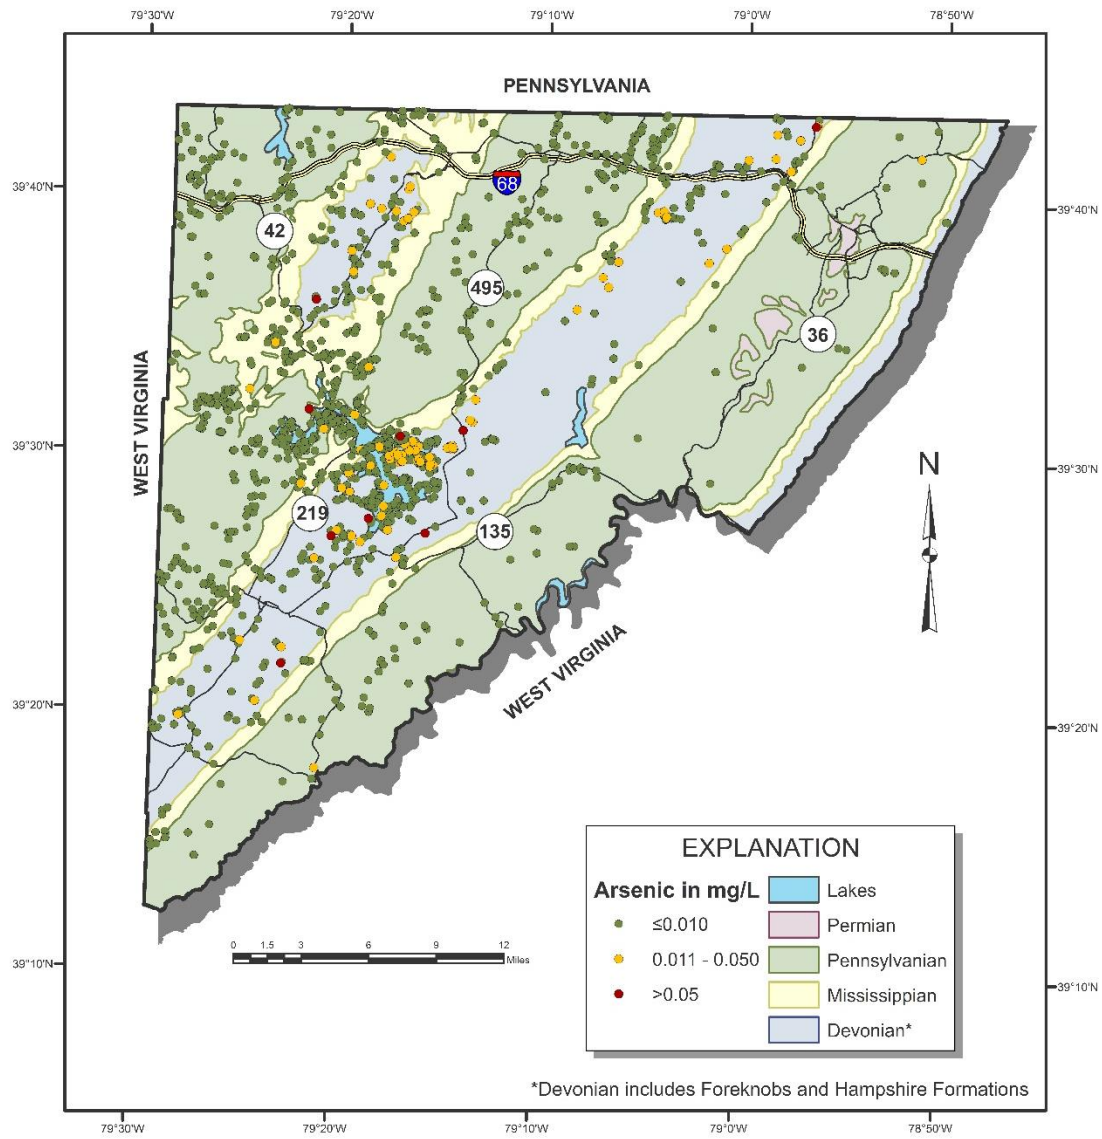 79°30'W 79°20'W 79°10'W 79°0'W 78°50'W
PENNSYLVANIA
39°40'N
68
39°40'N
42
495
36
WEST VIRGINIA
39°30'N
N
39°30'N
219
135
WEST VIRGINIA
39°20'N
39°20'N
EXPLANATION
Arsenic in mg/L
≤0.010
0.011 - 0.050
>0.05
Lakes
Permian
Pennsylvanian
Mississippian
Devonian*
0 1.5 3 6 9 12
Miles
39°10'N
39°10'N
*Devonian includes Foreknobs and Hampshire Formations
79°30'W 79°20'W 79°10'W 79°0'W 78°50'W